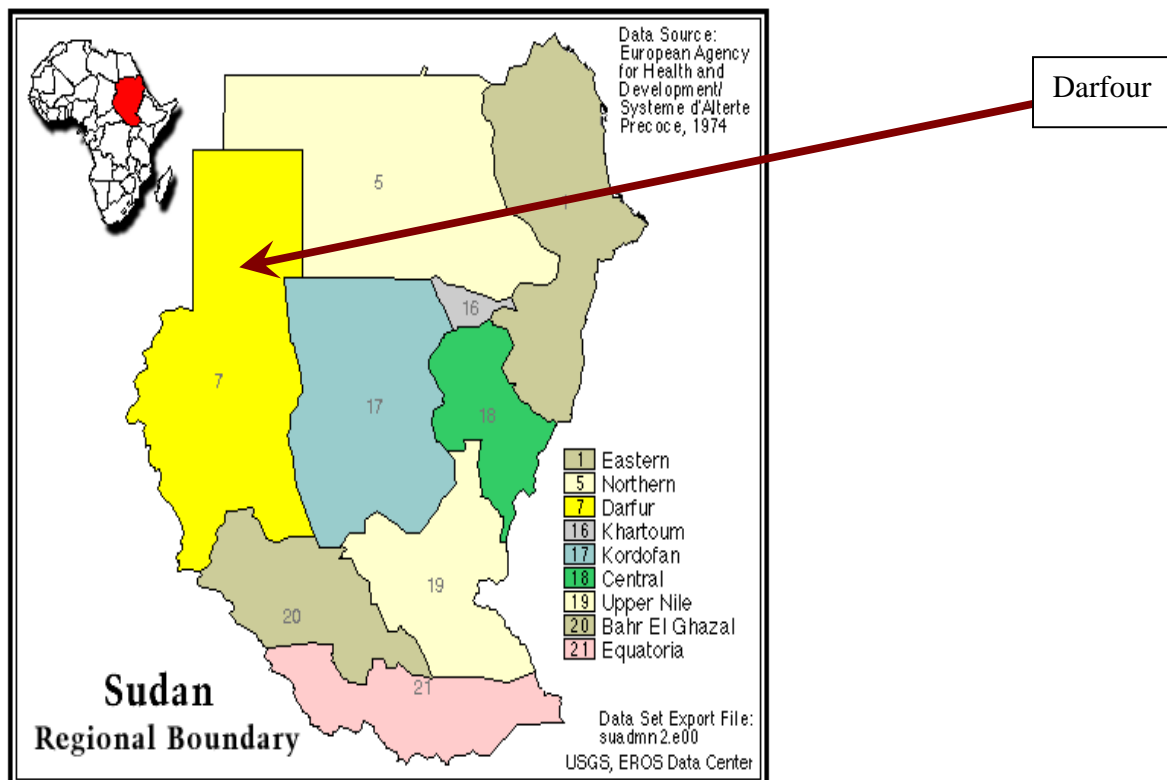 Data Source:
European Agency
for Health and
Development/
Systeme d'Alterte
Precoce, 1974
Darfour
5
1
16
7
17
18
19
20
21
1 Eastern
5 Northern
7 Darfur
16 Khartoum
17 Kordofan
18 Central
19 Upper Nile
20 Bahr El Ghazal
21 Equatoria
Sudan
Regional Boundary
Data Set Export File:
suadmn2.e00
USGS, EROS Data Center